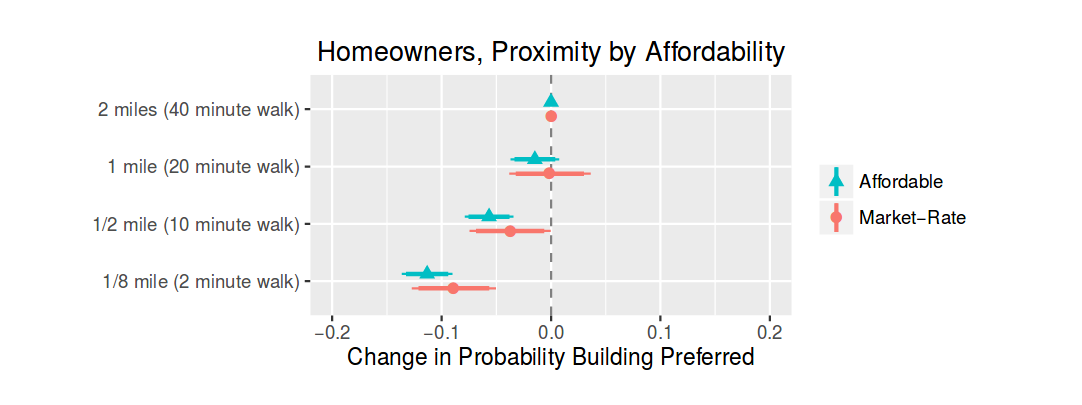 Homeowners, Proximity by Affordability
2 miles (40 minute walk)
1 mile (20 minute walk)
1/2 mile (10 minute walk)
1/8 mile (2 minute walk)
−0.2 −0.1 0.0 0.1 0.2
Change in Probability Building Preferred
Affordable
Market−Rate